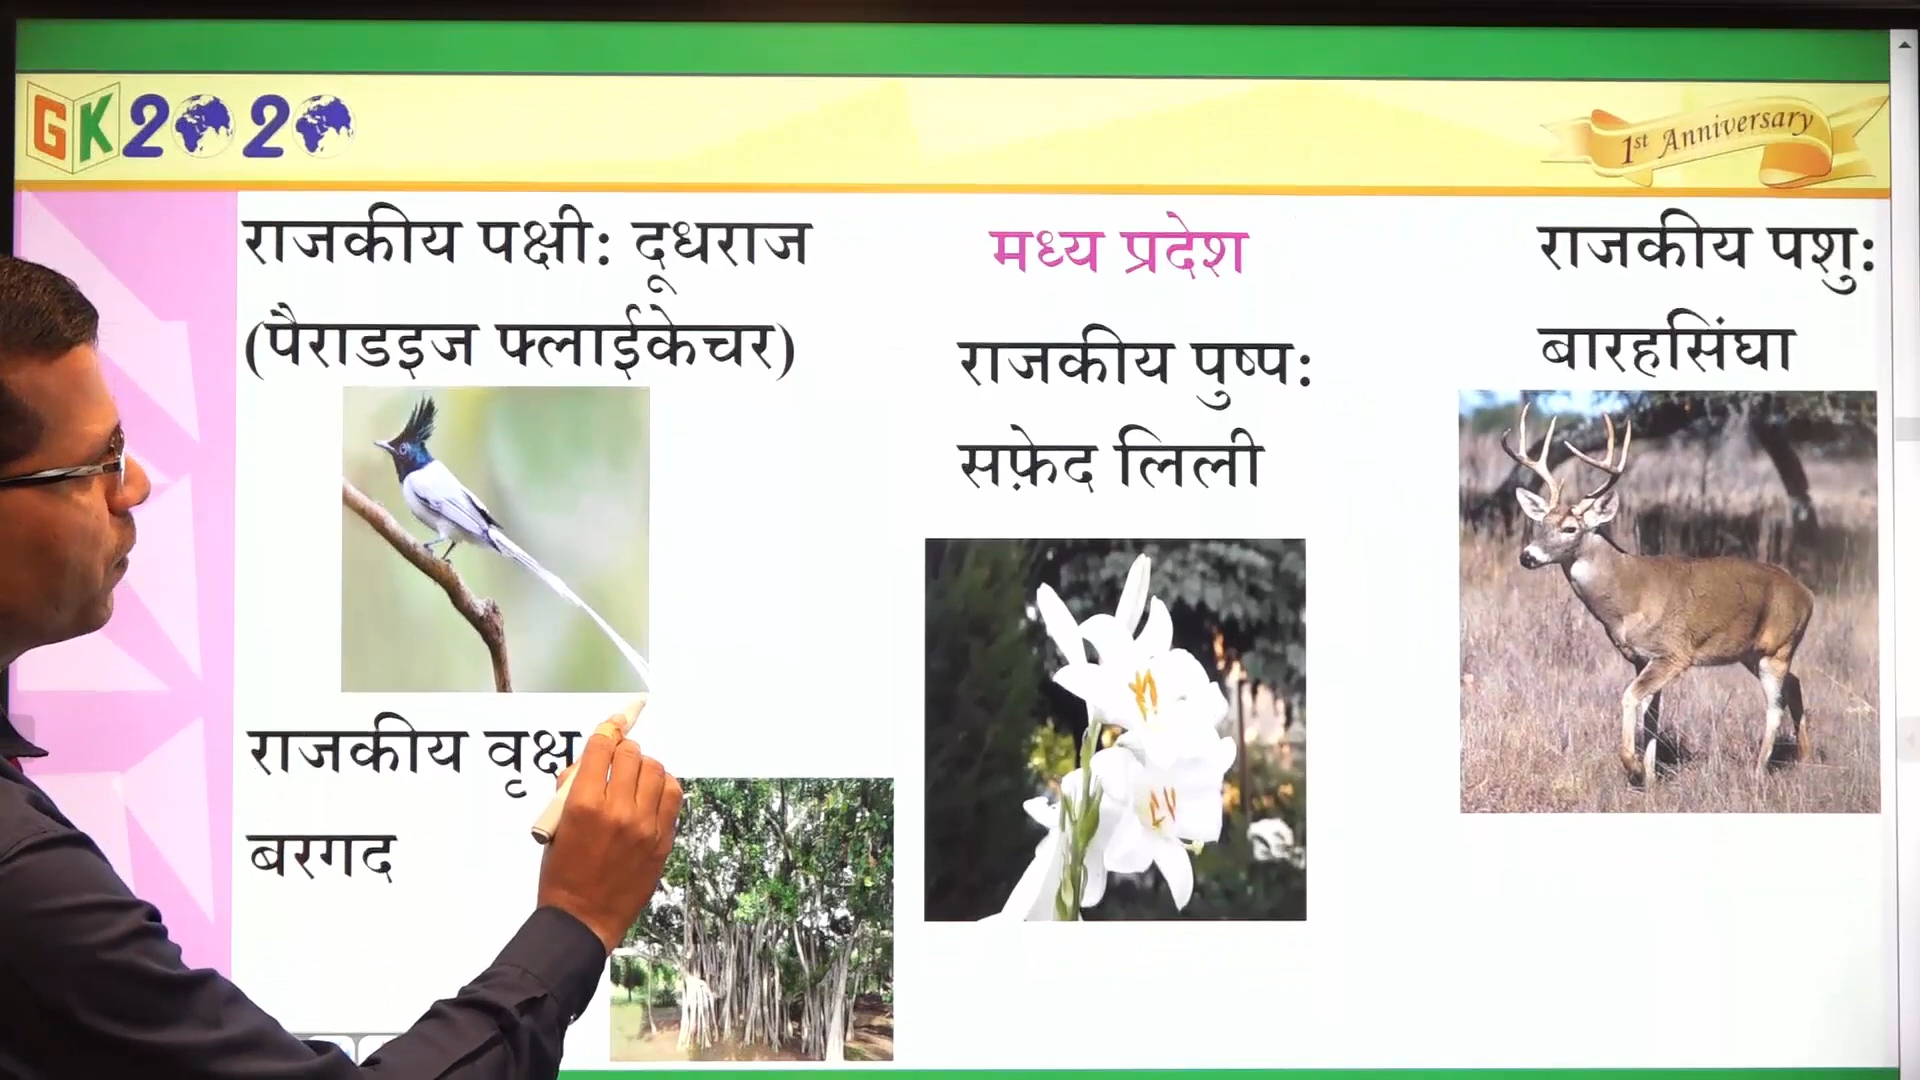 GK2020
1st Anniversary
राजकीय पक्षी: दूधराज
(पैराडइज फ्लाईकेचर)
मध्य प्रदेश
राजकीय पुष्प:
सफ़ेद लिली
राजकीय पशु:
बारहसिंघा
राजकीय वृक्ष
बरगद